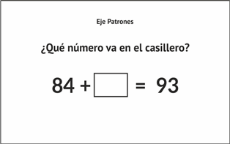 Eje Patrones
¿Qué número va en el casillero?
84 + = 93